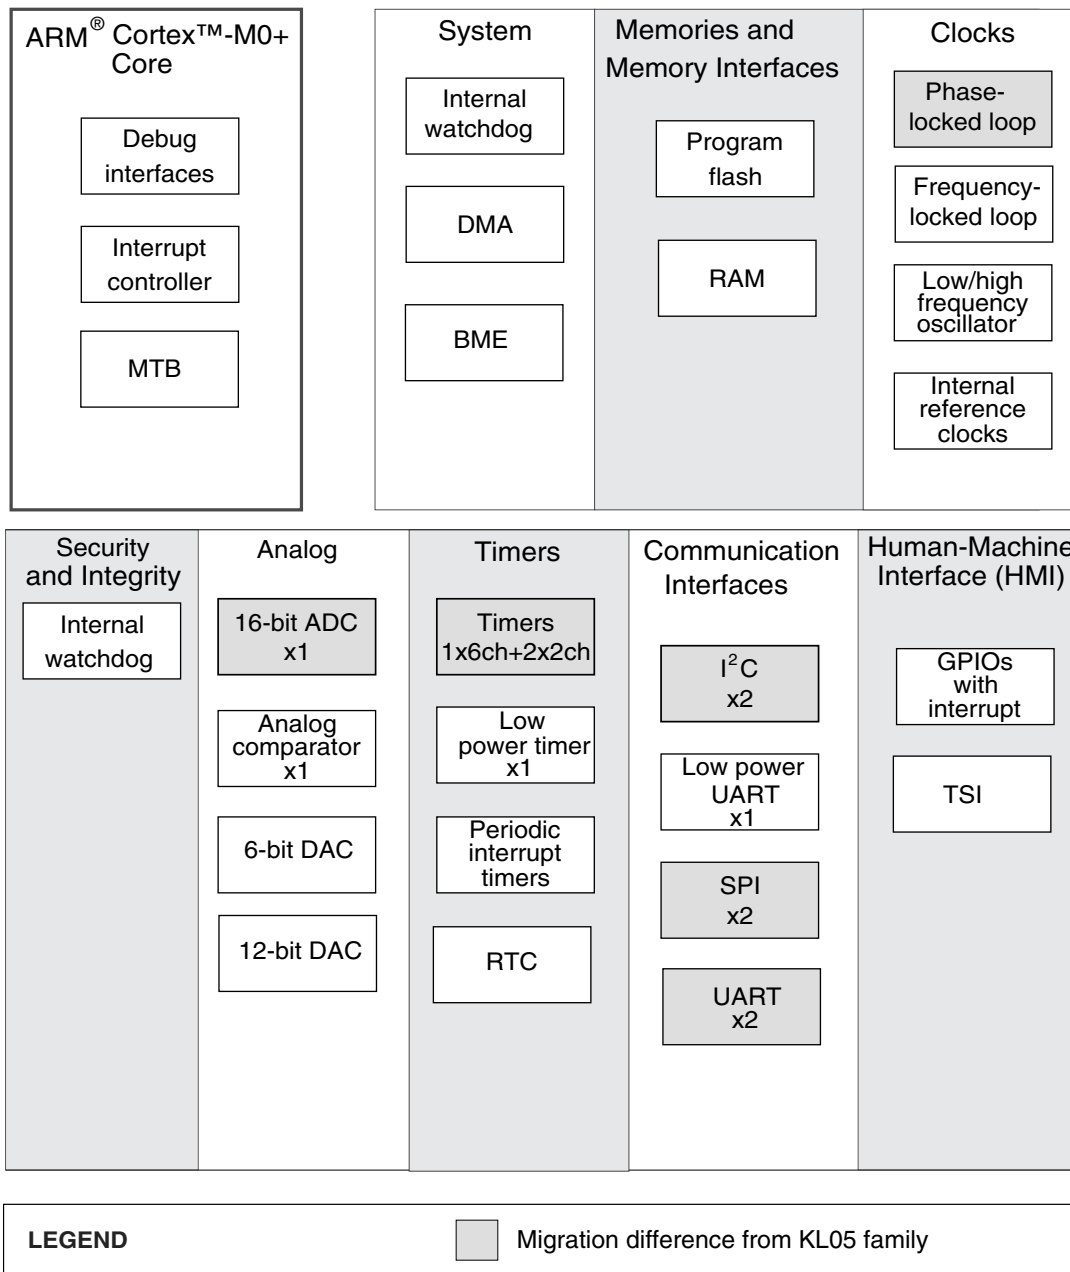 ARM® Cortex™-M0+
Core
Debug
interfaces
Interrupt
controller
MTB
System
Internal
watchdog
DMA
BME
Memories and
Memory Interfaces
Program
flash
RAM
Clocks
Phase-
locked loop
Frequency-
locked loop
Low/high
frequency
oscillator
Internal
reference
clocks
Security
and Integrity
Internal
watchdog
Analog
16-bit ADC
x1
Analog
comparator
x1
6-bit DAC
12-bit DAC
Timers
Timers
1x6ch+2x2ch
Low
power timer
x1
Periodic
interrupt
timers
RTC
Communication
Interfaces
I²C
x2
Low power
UART
x1
SPI
x2
UART
x2
Human-Machine
Interface (HMI)
GPIOs
with
interrupt
TSI
LEGEND
Migration difference from KL05 family